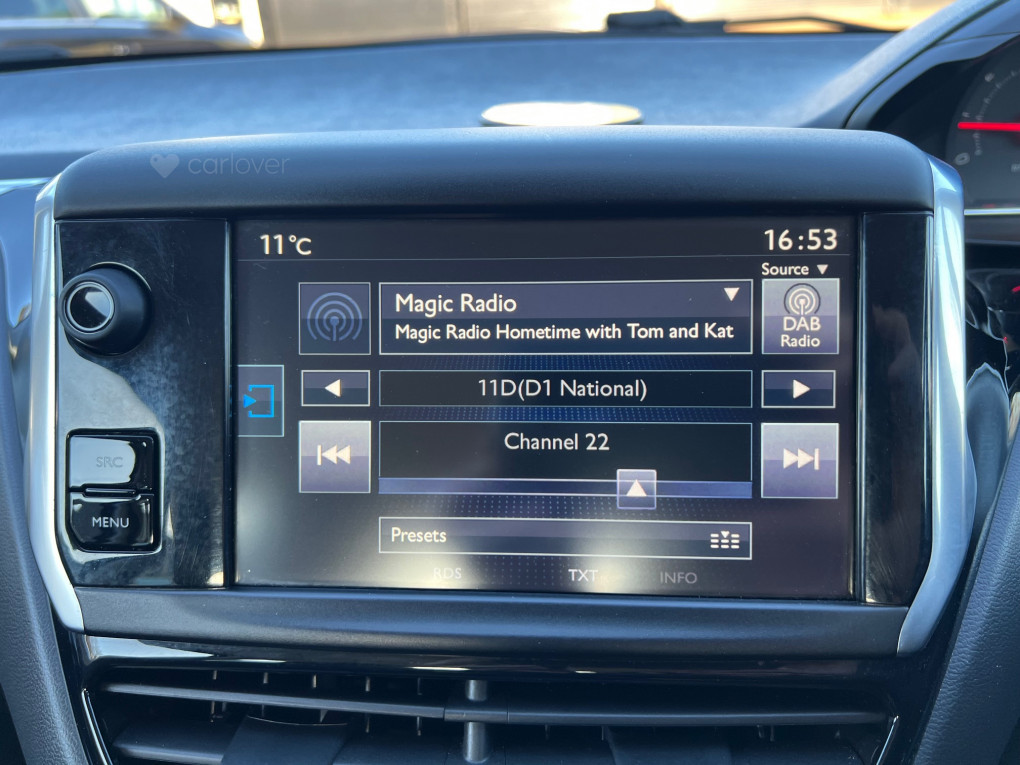 carlover
11°C
16:53
Source
Magic Radio
Magic Radio Hometime with Tom and Kat
DAB
Radio
11D(D1 National)
Channel 22
SRC
MENU
Presets
RDS TXT INFO